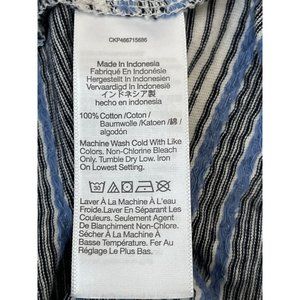 CKP466715686
Made In Indonesia
Fabriqué En Indonésie
Hergestellt In Indonesien
Vervaardigd In Indonesië
インドネシア製
hecho en indonesia
100% Cotton /Coton /
Baumwolle /Katoen /綿 /
algodón
Machine Wash Cold With Like
Colors. Non-Chlorine Bleach
Only. Tumble Dry Low. Iron
on Lowest Setting.
30
Laver À La Machine À L'eau
Froide.Laver En Séparant Les
Couleurs. Seulement Agent
De Blanchiment Non-Chlore.
Sécher À La Machine À
Basse Température. Fer Au
Réglage Le Plus Bas.